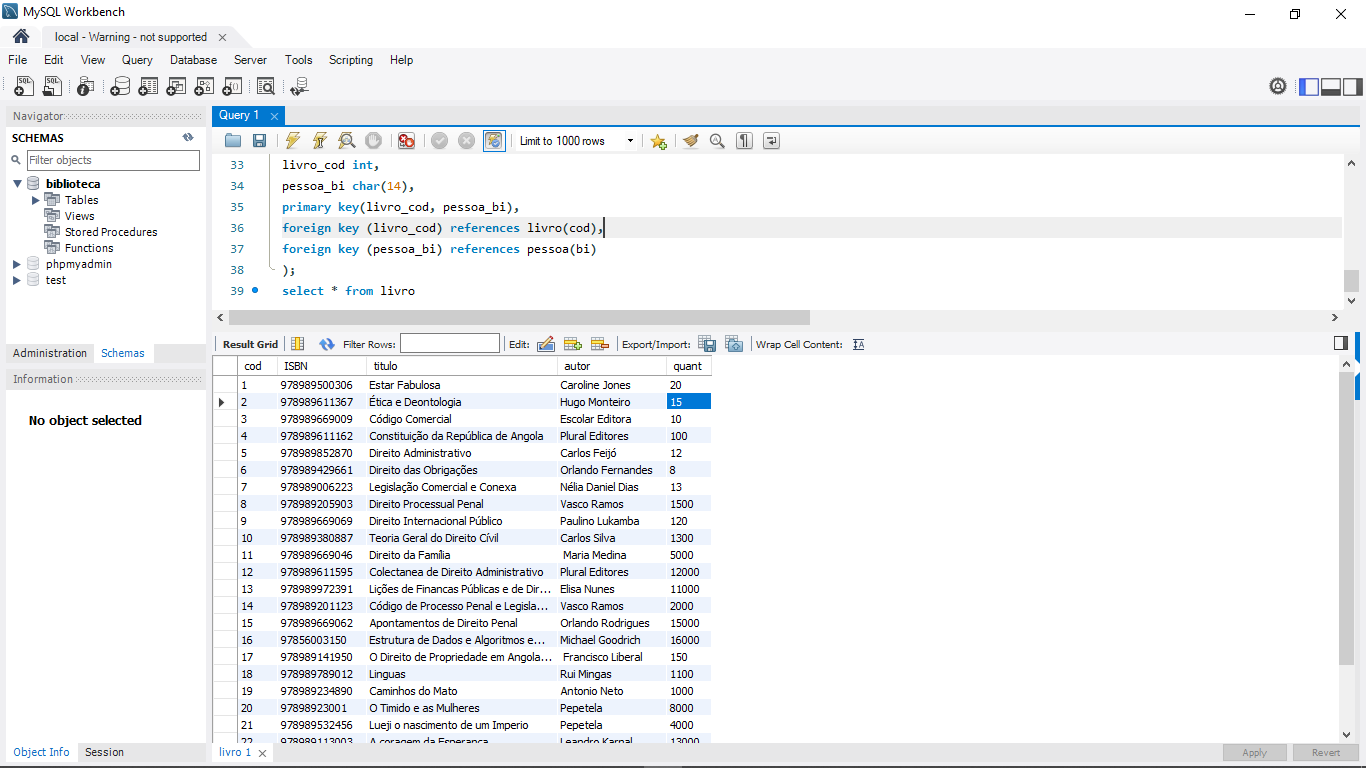 MySQL Workbench
local - Warning - not supported
File Edit View Query Database Server Tools Scripting Help
Navigator
SCHEMAS
Filter objects
biblioteca
Tables
Views
Stored Procedures
Functions
phpmyadmin
test
Administration Schemas
Information
No object selected
Object Info Session
Query 1
Limit to 1000 rows
33 livro_cod int,
34 pessoa_bi char(14),
35 primary key(livro_cod, pessoa_bi),
36 foreign key (livro_cod) references livro(cod),
37 foreign key (pessoa_bi) references pessoa(bi)
38 );
39 select * from livro
Result Grid Filter Rows: Edit: Export/Import: Wrap Cell Content:
cod ISBN titulo autor quant
1 978989500306 Estar Fabulosa Caroline Jones 20
2 978989611367 Ética e Deontologia Hugo Monteiro 15
3 978989669009 Código Comercial Escolar Editora 10
4 978989611162 Constituição da República de Angola Plural Editores 100
5 978989852870 Direito Administrativo Carlos Feijó 12
6 978989429661 Direito das Obrigações Orlando Fernandes 8
7 978989006223 Legislação Comercial e Conexa Nélia Daniel Dias 13
8 978989205903 Direito Processual Penal Vasco Ramos 1500
9 978989669069 Direito Internacional Público Paulino Lukamba 120
10 978989380887 Teoria Geral do Direito Cívil Carlos Silva 1300
11 978989669046 Direito da Família Maria Medina 5000
12 978989611595 Colectanea de Direito Administrativo Plural Editores 12000
13 978989972391 Lições de Financas Públicas e de Dir... Elisa Nunes 11000
14 978989201123 Código de Processo Penal e Legisla... Vasco Ramos 2000
15 978989669062 Apontamentos de Direito Penal Orlando Rodrigues 15000
16 97856003150 Estrutura de Dados e Algoritmos e... Michael Goodrich 16000
17 978989141950 O Direito de Propriedade em Angola... Francisco Liberal 150
18 978989789012 Linguas Rui Mingas 1100
19 978989234890 Caminhos do Mato Antonio Neto 1000
20 97898923001 O Timido e as Mulheres Pepetela 8000
21 978989532456 Lueji o nascimento de um Imperio Pepetela 4000
22 978989113003 A coragem da Esperança Leandro Karnal 13000
livro 1
Apply Revert